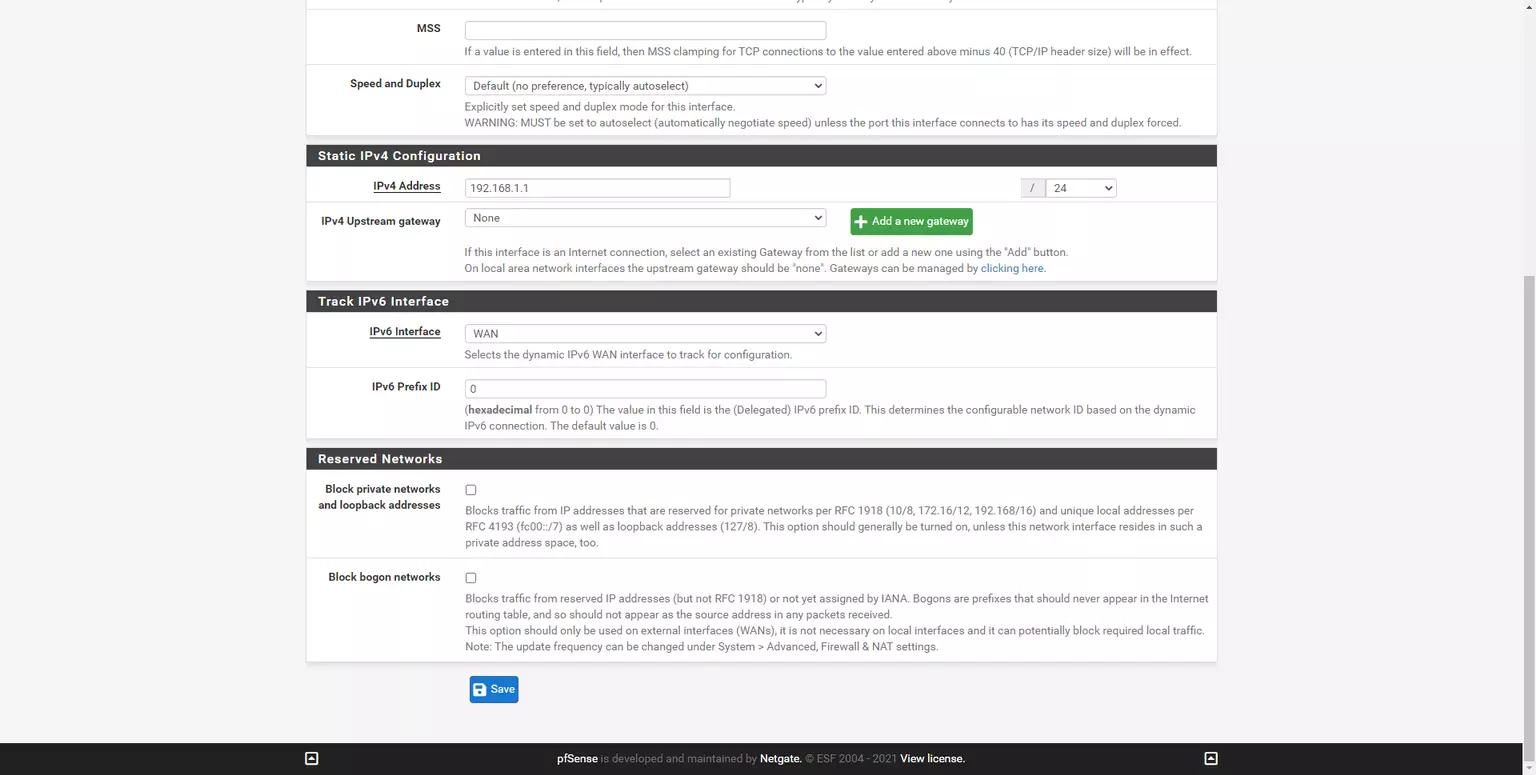 MSS
If a value is entered in this field, then MSS clamping for TCP connections to the value entered above minus 40 (TCP/IP header size) will be in effect.
Speed and Duplex
Default (no preference, typically autoselect)
Explicitly set speed and duplex mode for this interface.
WARNING: MUST be set to autoselect (automatically negotiate speed) unless the port this interface connects to has its speed and duplex forced.
Static IPv4 Configuration
IPv4 Address
192.168.1.1
/ 24
IPv4 Upstream gateway
None
Add a new gateway
If this interface is an Internet connection, select an existing Gateway from the list or add a new one using the "Add" button.
On local area network interfaces the upstream gateway should be "none". Gateways can be managed by clicking here.
Track IPv6 Interface
IPv6 Interface
WAN
Selects the dynamic IPv6 WAN interface to track for configuration.
IPv6 Prefix ID
0
(hexadecimal from 0 to 0) The value in this field is the (Delegated) IPv6 prefix ID. This determines the configurable network ID based on the dynamic
IPv6 connection. The default value is 0.
Reserved Networks
Block private networks
and loopback addresses
Blocks traffic from IP addresses that are reserved for private networks per RFC 1918 (10/8, 172.16/12, 192.168/16) and unique local addresses per
RFC 4193 (fc00::/7) as well as loopback addresses (127/8). This option should generally be turned on, unless this network interface resides in such a
private address space, too.
Block bogon networks
Blocks traffic from reserved IP addresses (but not RFC 1918) or not yet assigned by IANA. Bogons are prefixes that should never appear in the Internet
routing table, and so should not appear as the source address in any packets received.
This option should only be used on external interfaces (WANs), it is not necessary on local interfaces and it can potentially block required local traffic.
Note: The update frequency can be changed under System > Advanced, Firewall & NAT settings.
Save
pfSense is developed and maintained by Netgate. © ESF 2004 - 2021 View license.